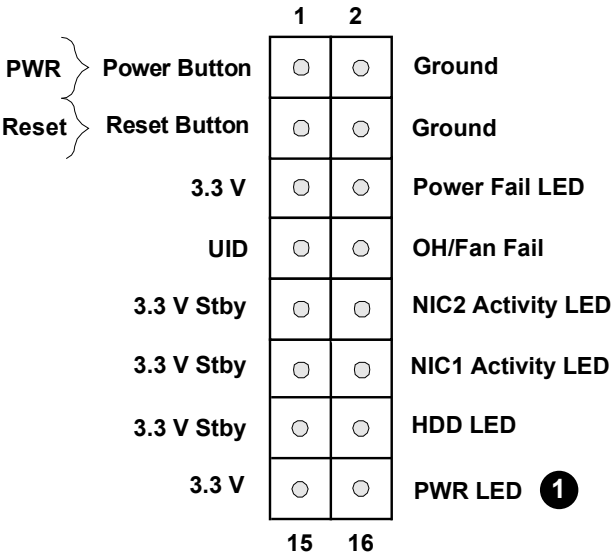 1 2
PWR Power Button Ground
Reset Reset Button Ground
3.3 V Power Fail LED
UID OH/Fan Fail
3.3 V Stby NIC2 Activity LED
3.3 V Stby NIC1 Activity LED
3.3 V Stby HDD LED
3.3 V PWR LED 1
15 16